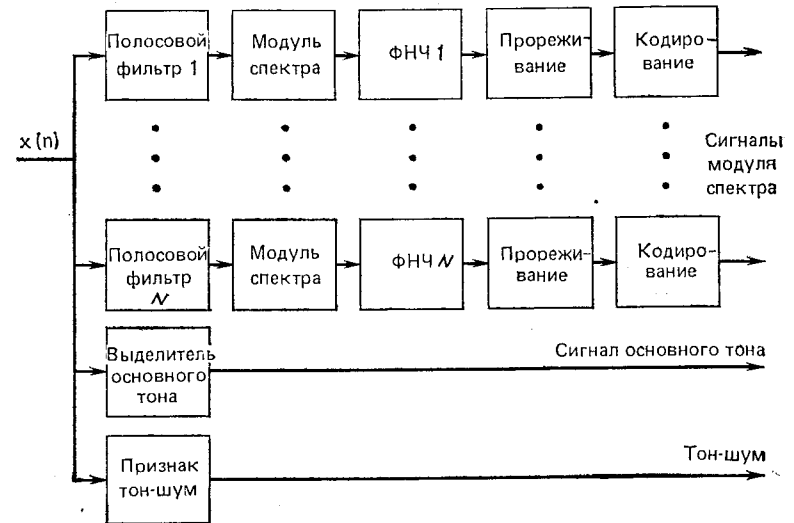 Полосовой
фильтр 1
Модуль
спектра
ФНЧ 1
Прорежи-
вание
Кодиро-
вание
x (n)
Сигналы
модуля
спектра
Полосовой
фильтр
N
Модуль
спектра
ФНЧ N
Прорежи-
вание
Кодиро-
вание
Выделитель
основного
тона
Сигнал основного тона
Признак
тон-шум
Тон-шум